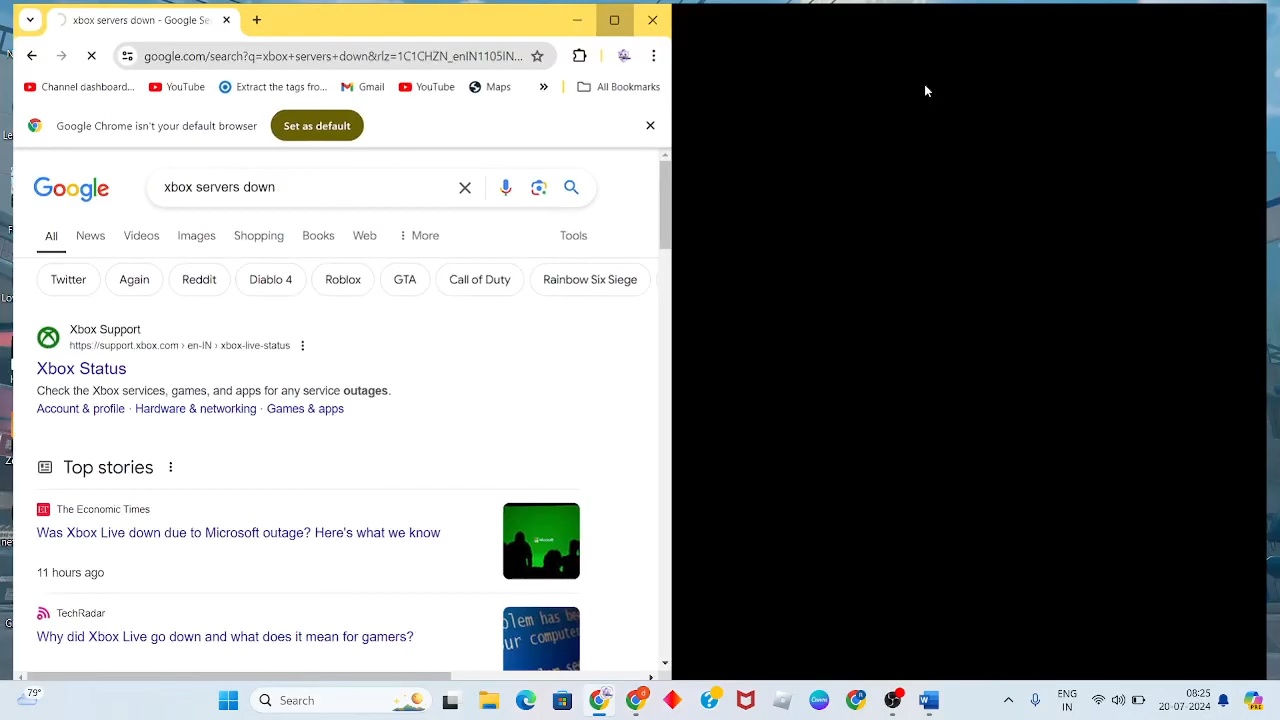 xbox servers down - Google Se
google.com/search?q=xbox+servers+down&rlz=1C1CHZN_enIN1105IN...
Channel dashboard... YouTube Extract the tags from... Gmail YouTube Maps » All Bookmarks
Google Chrome isn't your default browser Set as default
Google xbox servers down
All News Videos Images Shopping Books Web More Tools
Twitter Again Reddit Diablo 4 Roblox GTA Call of Duty Rainbow Six Siege
Xbox Support
https://support.xbox.com › en-IN › xbox-live-status
Xbox Status
Check the Xbox services, games, and apps for any service outages.
Account & profile · Hardware & networking · Games & apps
Top stories
ET The Economic Times
Was Xbox Live down due to Microsoft outage? Here's what we know
Microsoft
11 hours ago
TechRadar
Why did Xbox Live go down and what does it mean for gamers?
79° Search ENG 08:25
IN 20-07-2024